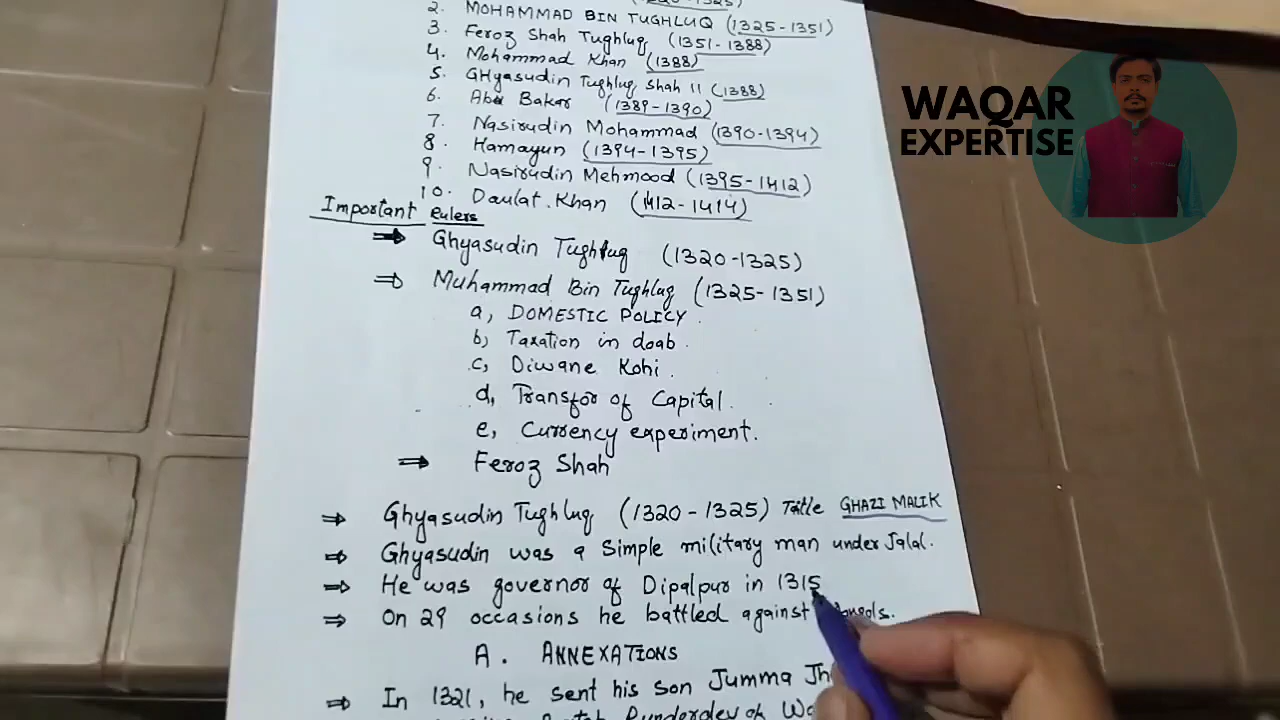 2. MOHAMMAD BIN TUGHLUQ (1325-1351)
3. Feroz Shah Tughluq (1351-1388)
4. Mohammad Khan (1388)
5. GHyasudin Tughluq Shah II (1388)
6. Abu Bakar (1389-1390)
7. Nasirudin Mohammad (1390-1394)
8. Hamayun (1394-1395)
9. Nasirudin Mehmood (1395-1412)
10. Daulat Khan (1412-1414)
Important Rulers
⇒ Ghyasudin Tughluq (1320-1325)
⇒ Muhammad Bin Tughluq (1325-1351)
a, DOMESTIC POLICY.
b, Taxation in doab.
c, Diwane Kohi.
d, Transfor of Capital.
e, Currency experiment.
⇒ Feroz Shah
⇒ Ghyasudin Tughluq (1320-1325) Title GHAZI MALIK
⇒ Ghyasudin was a simple military man under Jalal.
⇒ He was governor of Dipalpur in 1315
⇒ On 29 occasions he battled against
A. ANNEXATIONS
⇒ In 1321, he sent his son Jumma
WAQAR
EXPERTISE